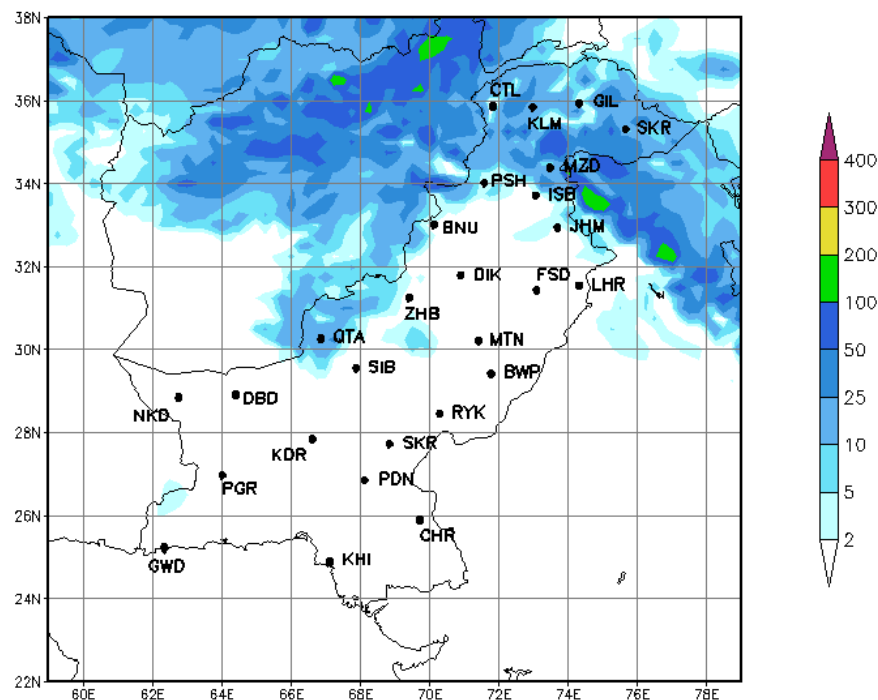 38N
36N
CTL
GIL
KLM
SKR
400
MZD
34N
PSH
ISB
300
BNU
JHM
200
32N
DIK
FSD
LHR
100
ZHB
QTA
MTN
50
30N
SIB
BWP
DBD
NKD
RYK
25
28N
KDR
SKR
10
PGR
PDN
5
26N
CHR
2
GWD
KHI
24N
22N
60E 62E 64E 66E 68E 70E 72E 74E 76E 78E